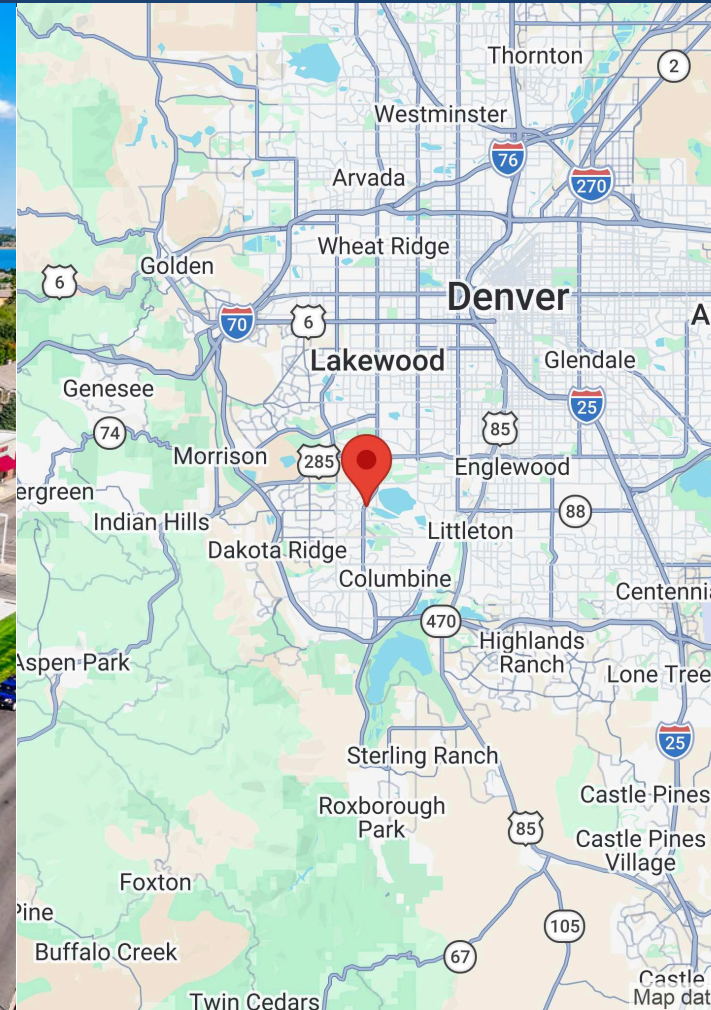 Thornton
2
Westminster
76
Arvada
270
Wheat Ridge
Golden
6
Denver
70
6
A
Lakewood
Glendale
Genesee
25
74
85
Morrison
285
Englewood
ergreen
88
Indian Hills
Littleton
Dakota Ridge
Columbine
Centennia
470
Highlands
Ranch
Aspen Park
Lone Tree
25
Sterling Ranch
Castle Pines
Roxborough
Park
85
Castle Pines
Village
Foxton
Pine
105
Buffalo Creek
67
Castle
Map dat
Twin Cedars